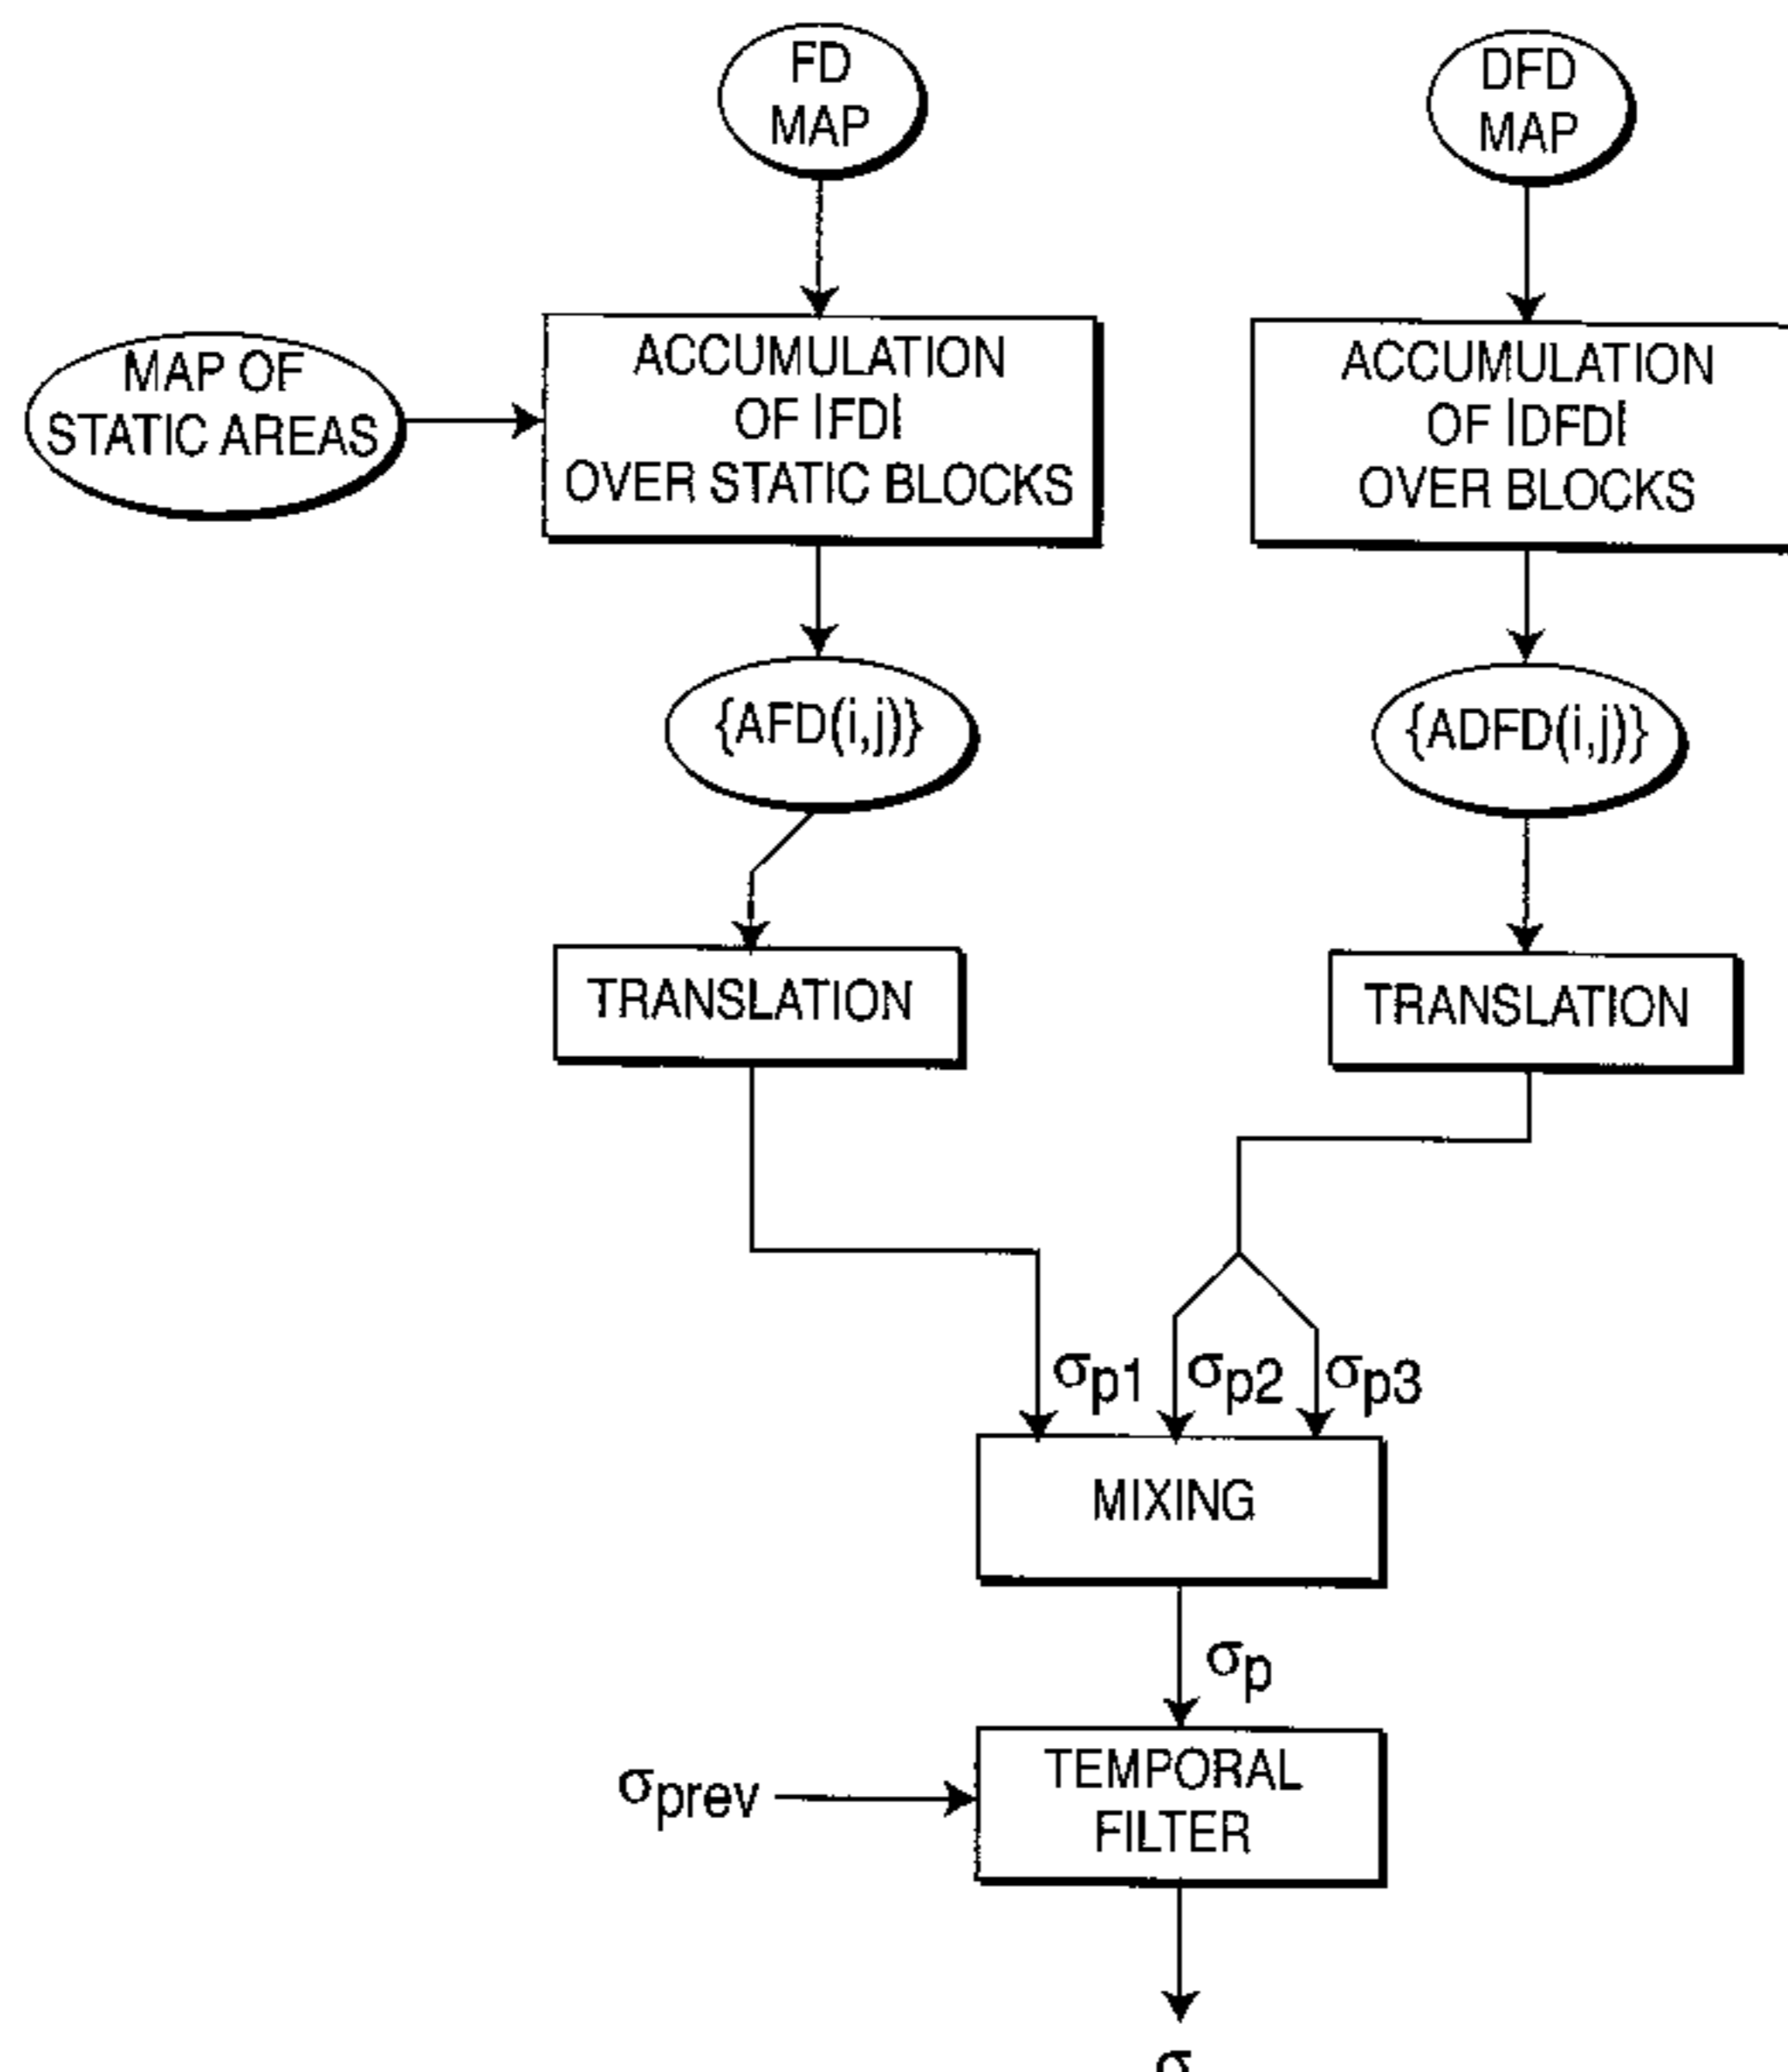 FD
MAP
DFD
MAP
MAP OF
STATIC AREAS
ACCUMULATION
OF |FD|
OVER STATIC BLOCKS
ACCUMULATION
OF |DFD|
OVER BLOCKS
{AFD(i,j)}
{ADFD(i,j)}
TRANSLATION
TRANSLATION
σp1
σp2
σp3
MIXING
σp
σprev
TEMPORAL
FILTER
σ